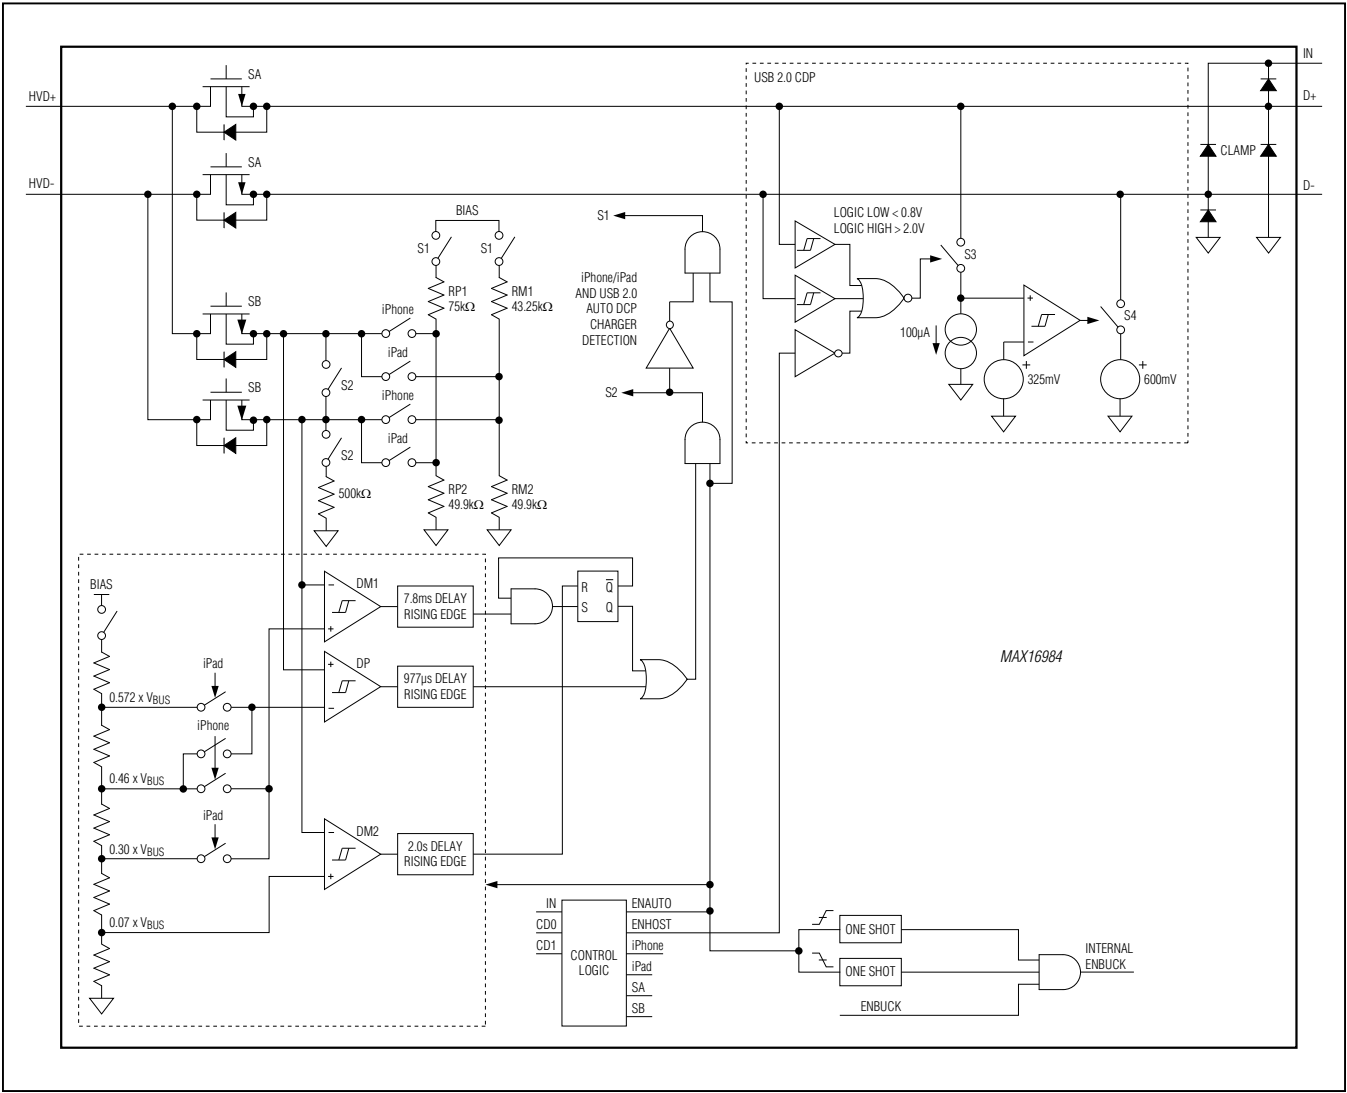 USB 2.0 CDP
IN
SA
HVD+
D+
SA
CLAMP
HVD-
D-
BIAS
S1
LOGIC LOW < 0.8V
LOGIC HIGH > 2.0V
S1
S1
S3
iPhone/iPad
AND USB 2.0
AUTO DCP
CHARGER
DETECTION
RP1
75kΩ
RM1
43.25kΩ
SB
iPhone
iPad
100µA
+
−
S4
+
325mV
+
600mV
SB
S2
iPhone
S2
iPad
S2
500kΩ
RP2
49.9kΩ
RM2
49.9kΩ
BIAS
DM1
−
+
7.8ms DELAY
RISING EDGE
R
Q
S
Q
MAX16984
iPad
DP
+
−
977µs DELAY
RISING EDGE
0.572 x VBUS
iPhone
0.46 x VBUS
iPad
DM2
−
+
2.0s DELAY
RISING EDGE
0.30 x VBUS
0.07 x VBUS
IN
CD0
CD1
CONTROL
LOGIC
ENAUTO
ENHOST
iPhone
iPad
SA
SB
ONE SHOT
ONE SHOT
INTERNAL
ENBUCK
ENBUCK